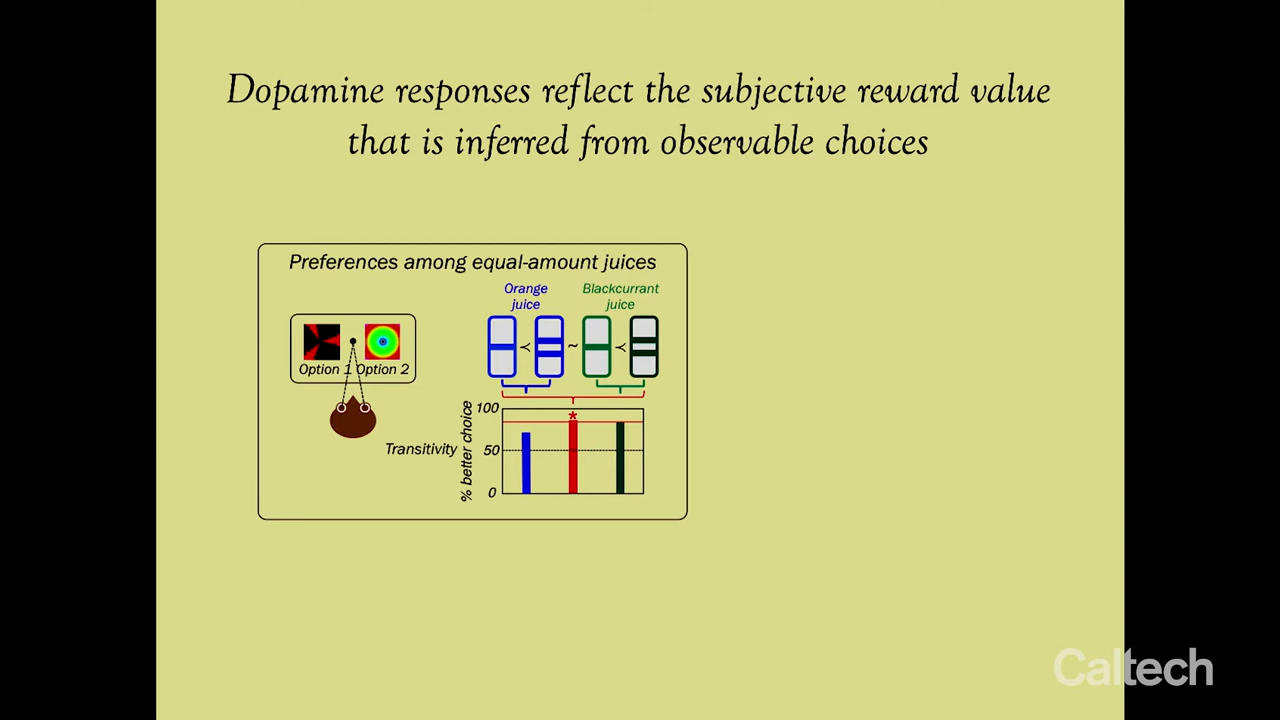 Dopamine responses reflect the subjective reward value
that is inferred from observable choices
Preferences among equal-amount juices
Orange
juice
Blackcurrant
juice
≺
~
≺
Option 1
Option 2
Transitivity
% better choice
100
50
0
*
Caltech